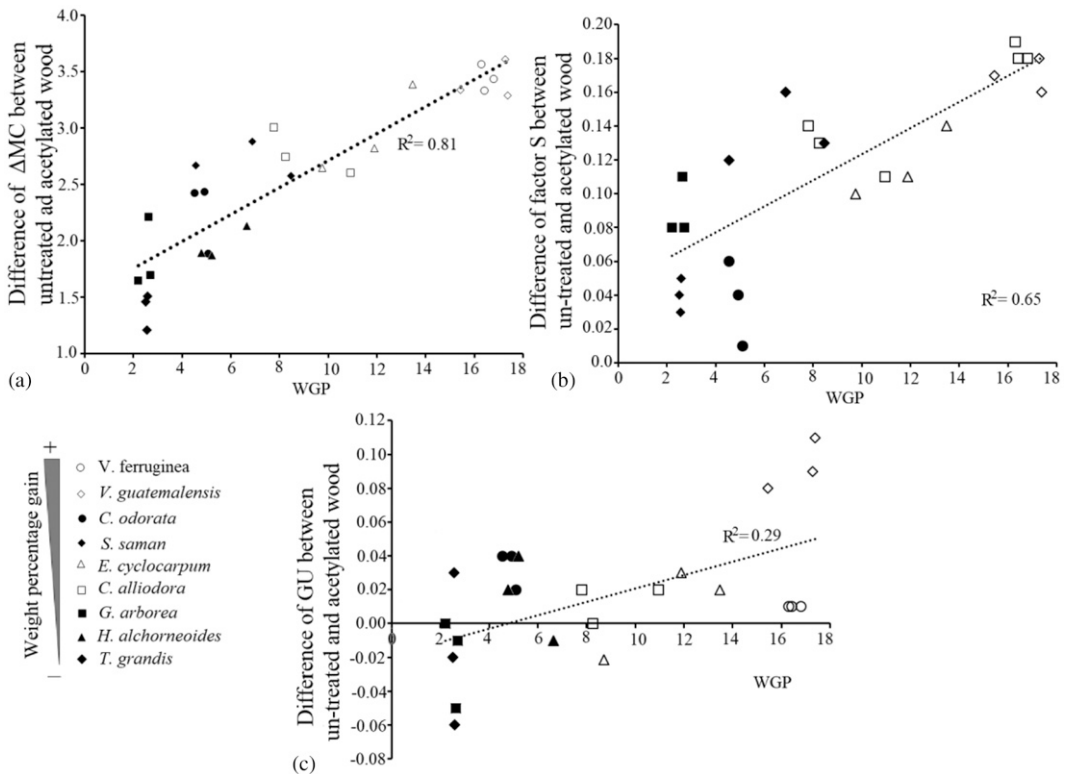 4.0
3.5
3.0
2.5
2.0
1.5
1.0
0 2 4 6 8 10 12 14 16 18
Difference of ΔMC between
untreated ad acetylated wood
R²= 0.81
WGP
(a)
0.20
0.18
0.16
0.14
0.12
0.10
0.08
0.06
0.04
0.02
0.0
0 2 4 6 8 10 12 14 16 18
Difference of factor S between
un-treated and acetylated wood
R²= 0.65
WGP
(b)
+
Weight percentage gain
−
V. ferruginea
V. guatemalensis
C. odorata
S. saman
E. cyclocarpum
C. alliodora
G. arborea
H. alchorneoides
T. grandis
0.12
0.10
0.08
0.06
0.04
0.02
0.00
-0.02
-0.04
-0.06
-0.08
0 2 4 6 8 10 12 14 16 18
Difference of GU between
un-treated and acetylated wood
R²= 0.29
WGP
(c)